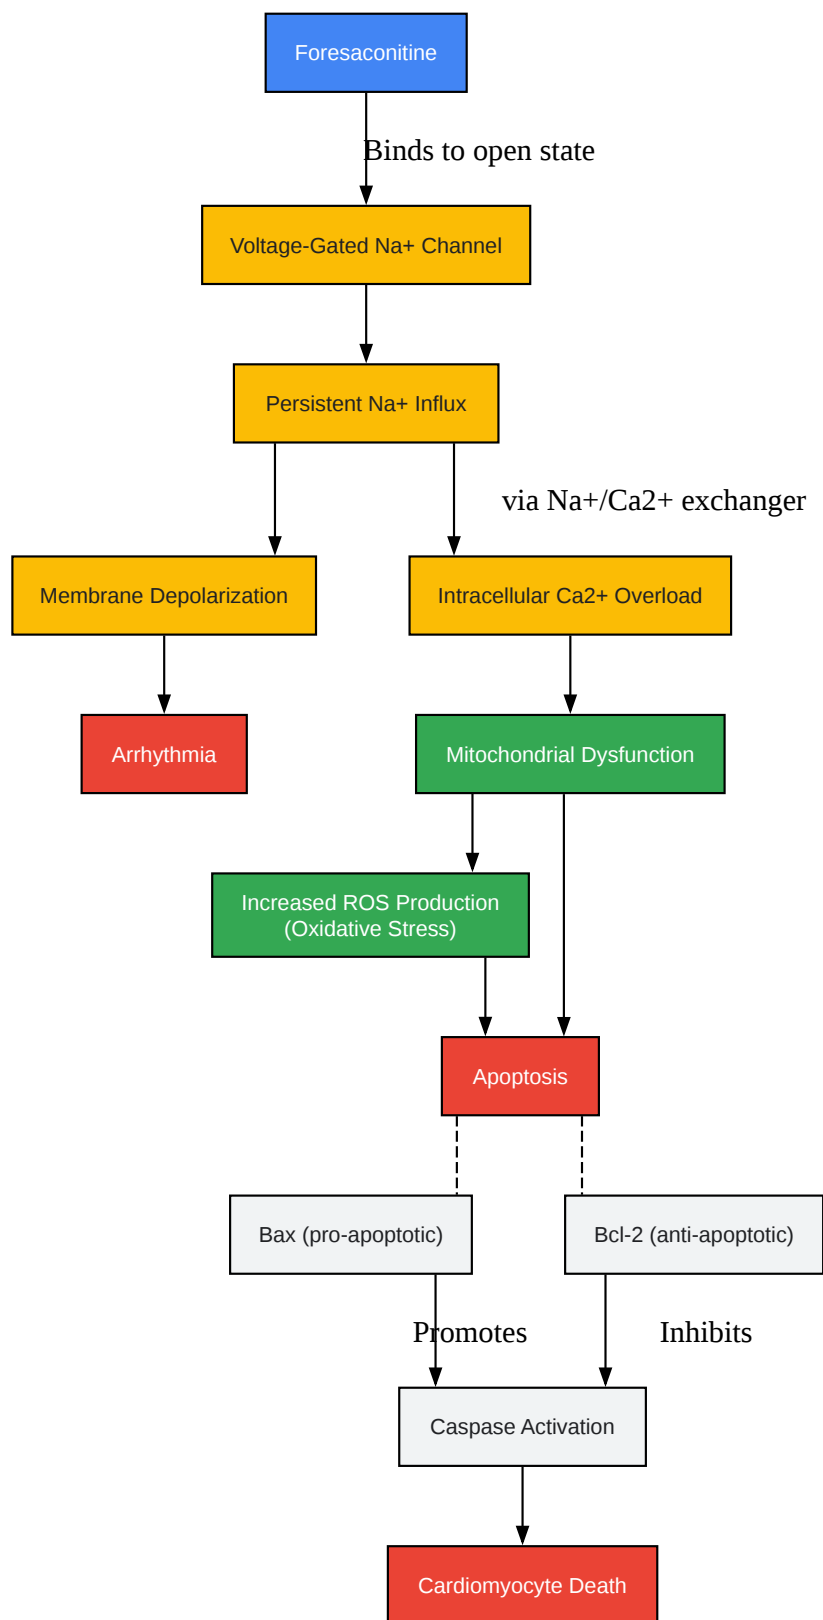 Foresaconitine
Binds to open state
Voltage-Gated Na+ Channel
Persistent Na+ Influx
via Na+/Ca2+ exchanger
Membrane Depolarization
Intracellular Ca2+ Overload
Arrhythmia
Mitochondrial Dysfunction
Increased ROS Production
(Oxidative Stress)
Apoptosis
Bax (pro-apoptotic)
Bcl-2 (anti-apoptotic)
Promotes
Inhibits
Caspase Activation
Cardiomyocyte Death